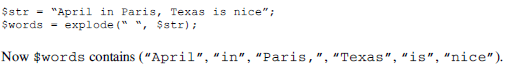 $str = "April in Paris, Texas is nice";
$words = explode(" ", $str);
Now $words contains ("April", "in", "Paris,", "Texas", "is", "nice").